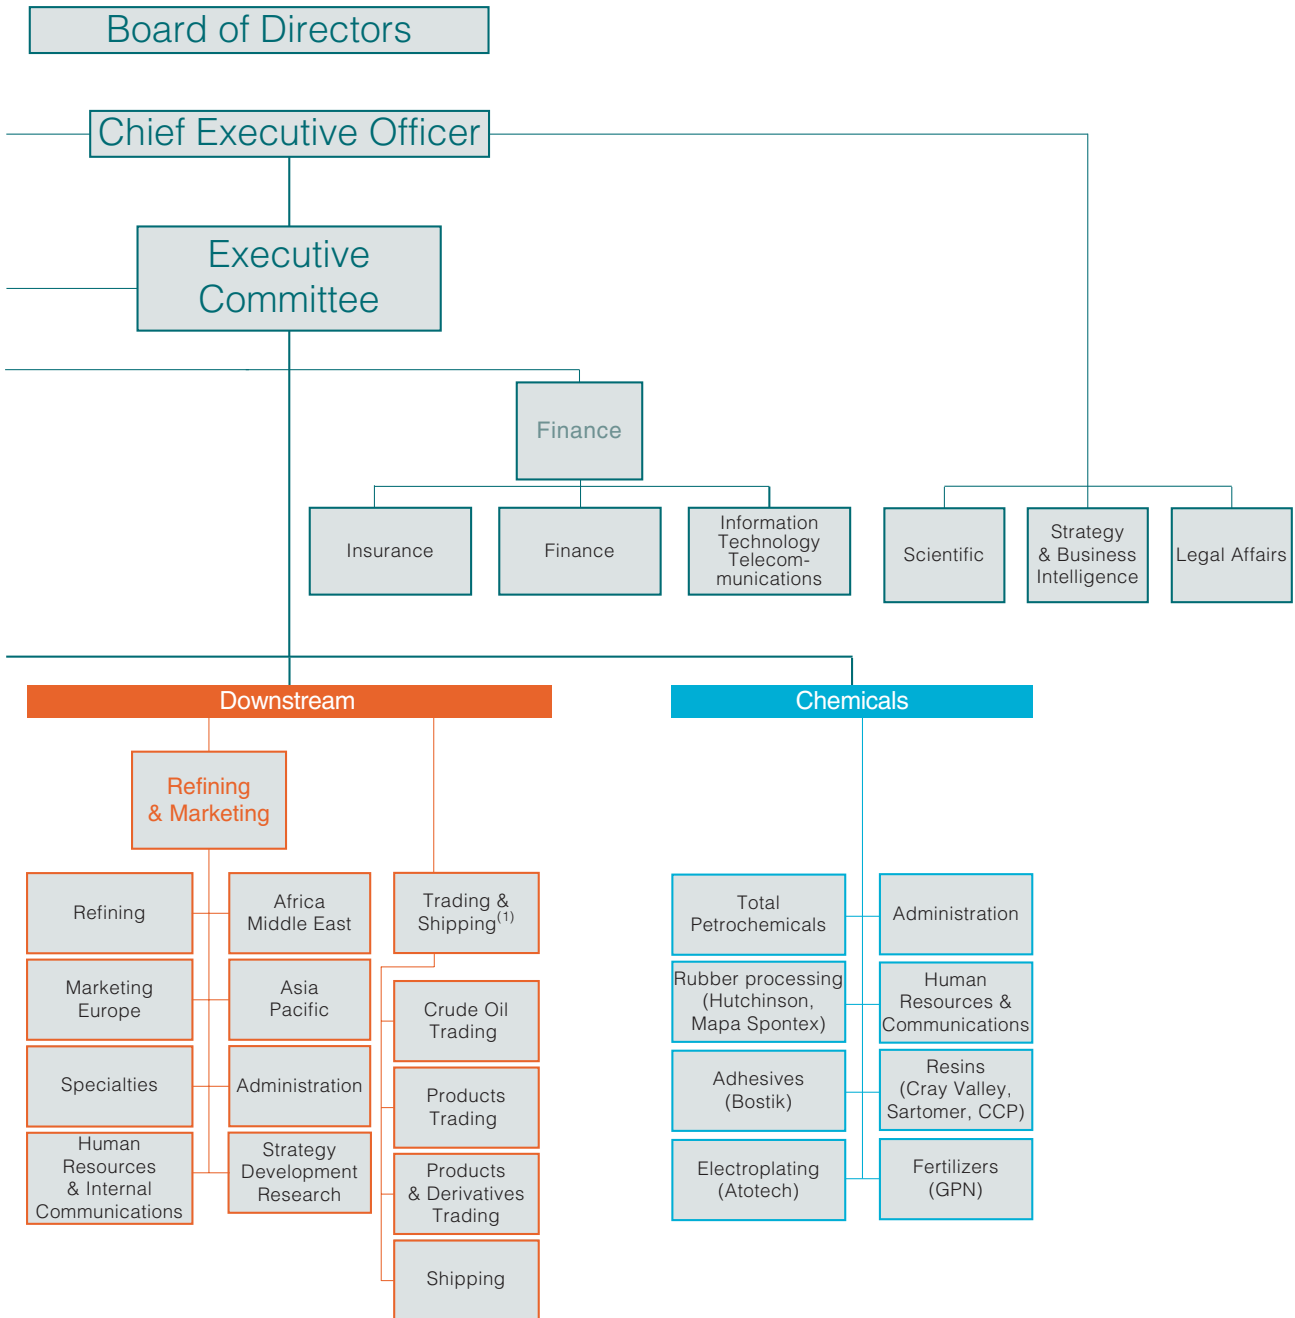 Board of Directors
Chief Executive Officer
Executive
Committee
Finance
Insurance
Finance
Information
Technology
Telecom-
munications
Scientific
Strategy
& Business
Intelligence
Legal Affairs
Downstream
Refining
& Marketing
Refining
Africa
Middle East
Marketing
Europe
Asia
Pacific
Specialties
Administration
Human
Resources
& Internal
Communications
Strategy
Development
Research
Trading &
Shipping(1)
Crude Oil
Trading
Products
Trading
Products
& Derivatives
Trading
Shipping
Chemicals
Total
Petrochemicals
Administration
Rubber processing
(Hutchinson,
Mapa Spontex)
Human
Resources &
Communications
Adhesives
(Bostik)
Resins
(Cray Valley,
Sartomer, CCP)
Electroplating
(Atotech)
Fertilizers
(GPN)